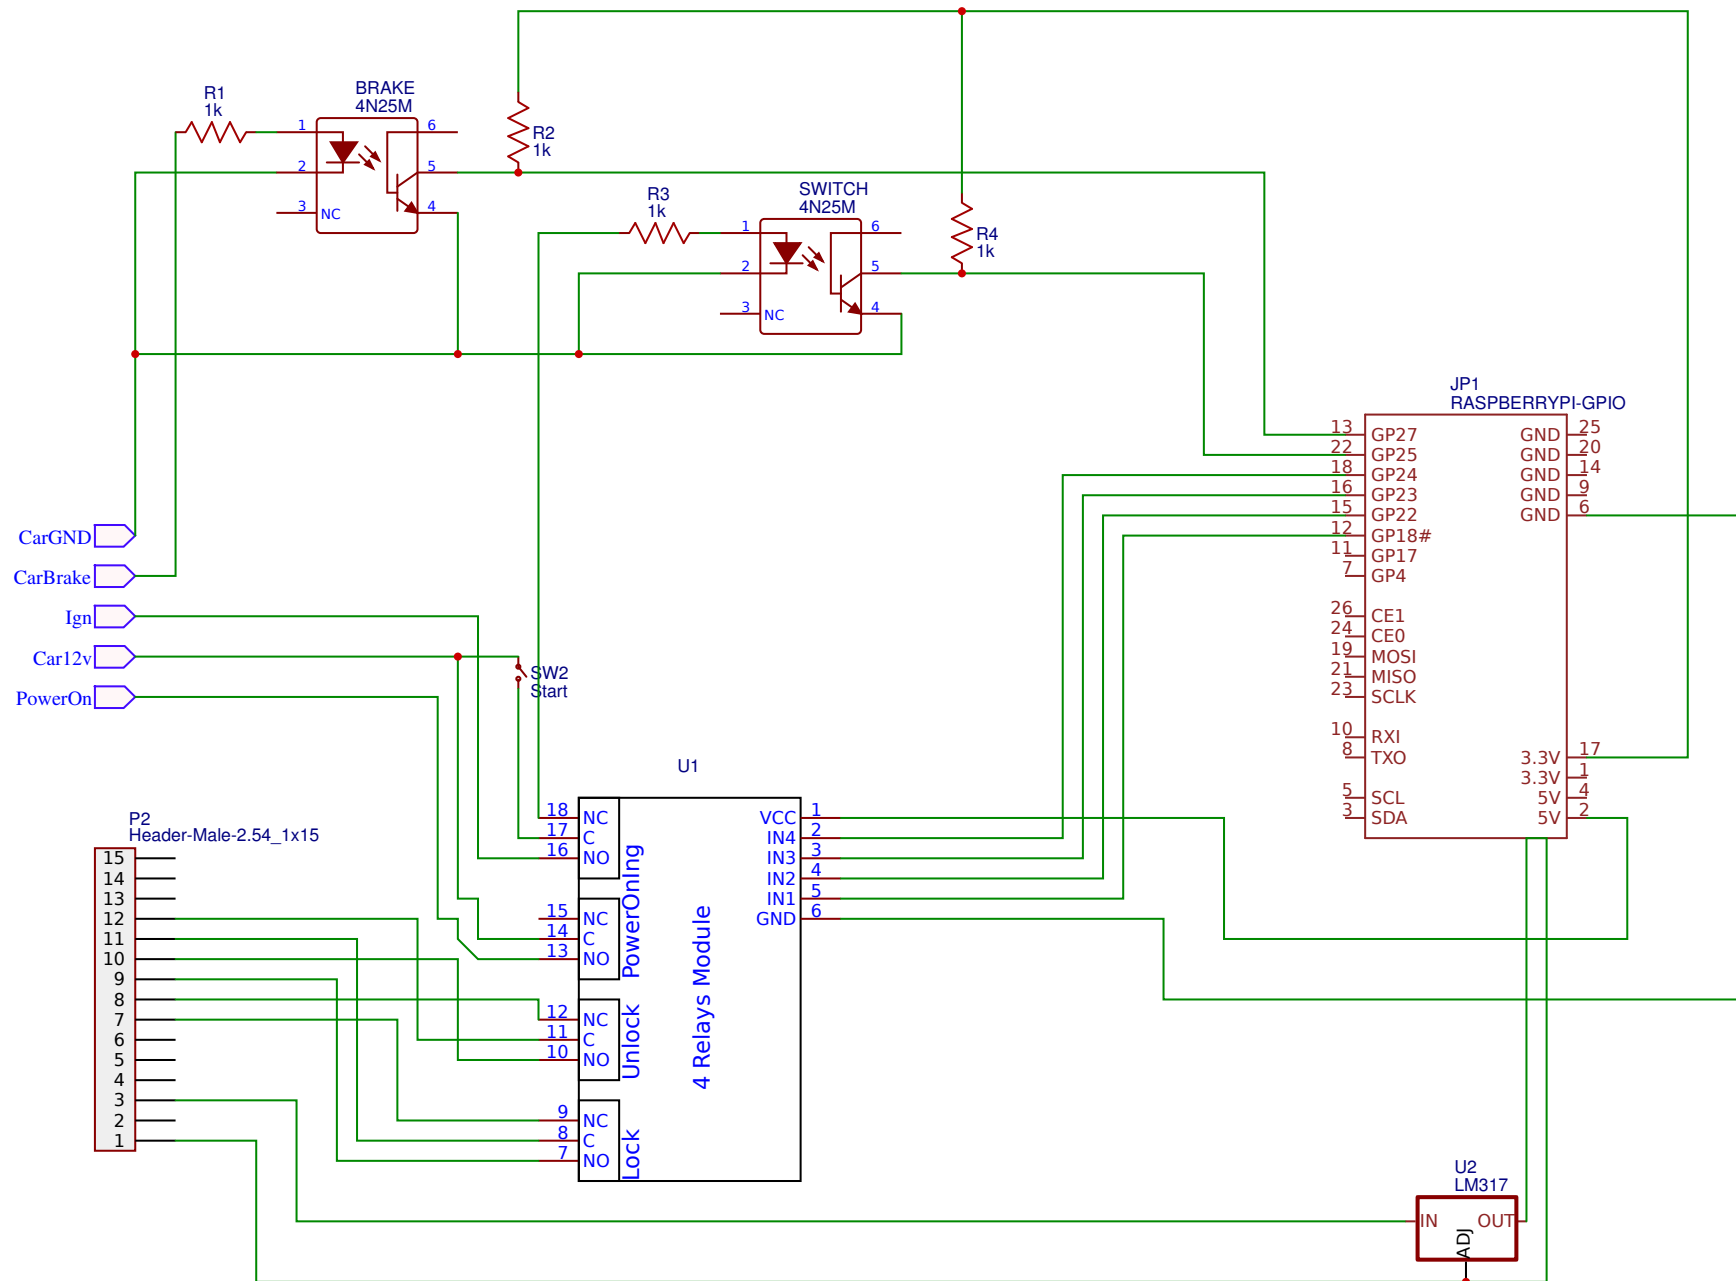 BRAKE
4N25M
R1
1k
1
2
3
NC
6
5
4
R2
1k
SWITCH
4N25M
R3
1k
1
2
3
NC
6
5
4
R4
1k
JP1
RASPBERRYPI-GPIO
13 GP27
22 GP25
18 GP24
16 GP23
15 GP22
12 GP18#
11 GP17
7 GP4
26 CE1
24 CE0
19 MOSI
21 MISO
23 SCLK
10 RXI
8 TXO
5 SCL
3 SDA
GND 25
GND 20
GND 14
GND 9
GND 6
3.3V 17
3.3V 1
5V 4
5V 2
CarGND
CarBrake
Ign
Car12v
PowerOn
SW2
Start
U1
18 NC
17 C
16 NO
15 NC
14 C
13 NO
12 NC
11 C
10 NO
9 NC
8 C
7 NO
PowerOnIng
Unlock
Lock
4 Relays Module
VCC 1
IN4 2
IN3 3
IN2 4
IN1 5
GND 6
P2
Header-Male-2.54_1x15
15
14
13
12
11
10
9
8
7
6
5
4
3
2
1
U2
LM317
IN OUT
ADJ